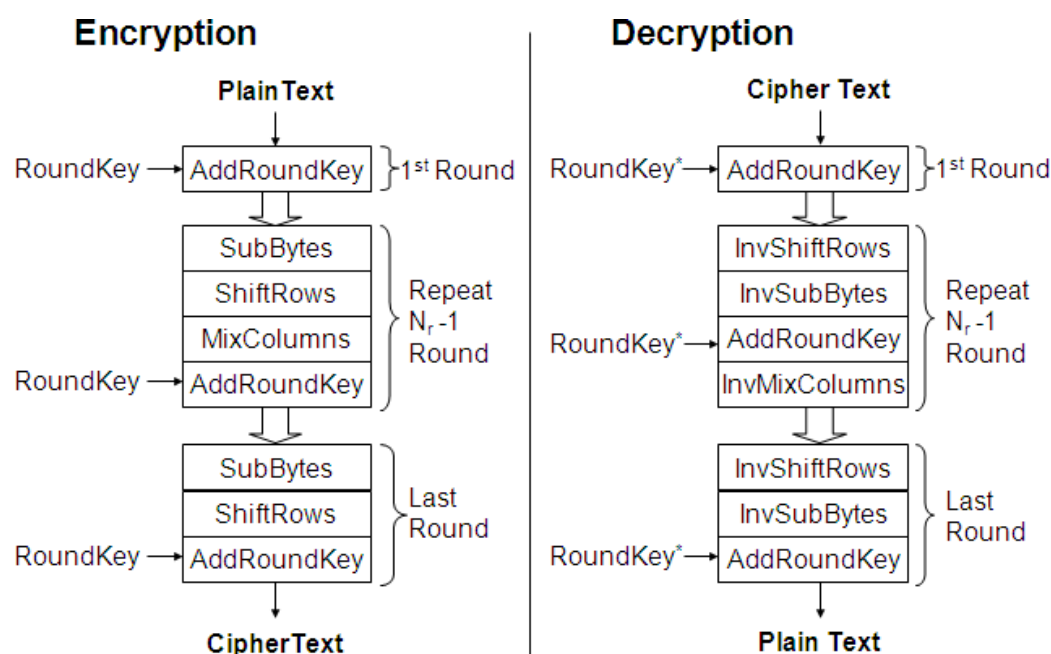 Encryption
PlainText
RoundKey
AddRoundKey
1st Round
SubBytes
ShiftRows
MixColumns
RoundKey
AddRoundKey
Repeat
Nr -1
Round
SubBytes
ShiftRows
RoundKey
AddRoundKey
Last
Round
CipherText
Decryption
Cipher Text
RoundKey*
AddRoundKey
1st Round
InvShiftRows
InvSubBytes
RoundKey*
AddRoundKey
InvMixColumns
Repeat
Nr -1
Round
InvShiftRows
InvSubBytes
RoundKey*
AddRoundKey
Last
Round
Plain Text